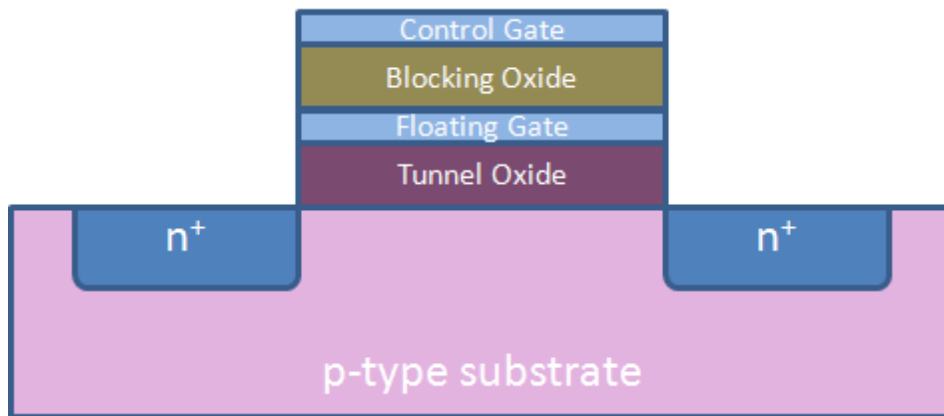 Control Gate
Blocking Oxide
Floating Gate
Tunnel Oxide
n⁺
n⁺
p-type substrate